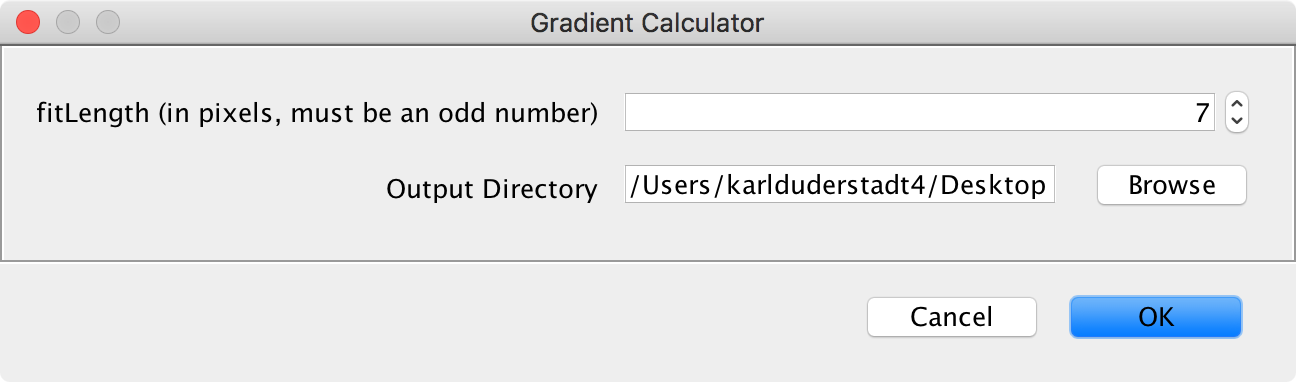 Gradient Calculator
fitLength (in pixels, must be an odd number) 7
Output Directory /Users/karlduderstadt4/Desktop Browse
Cancel OK